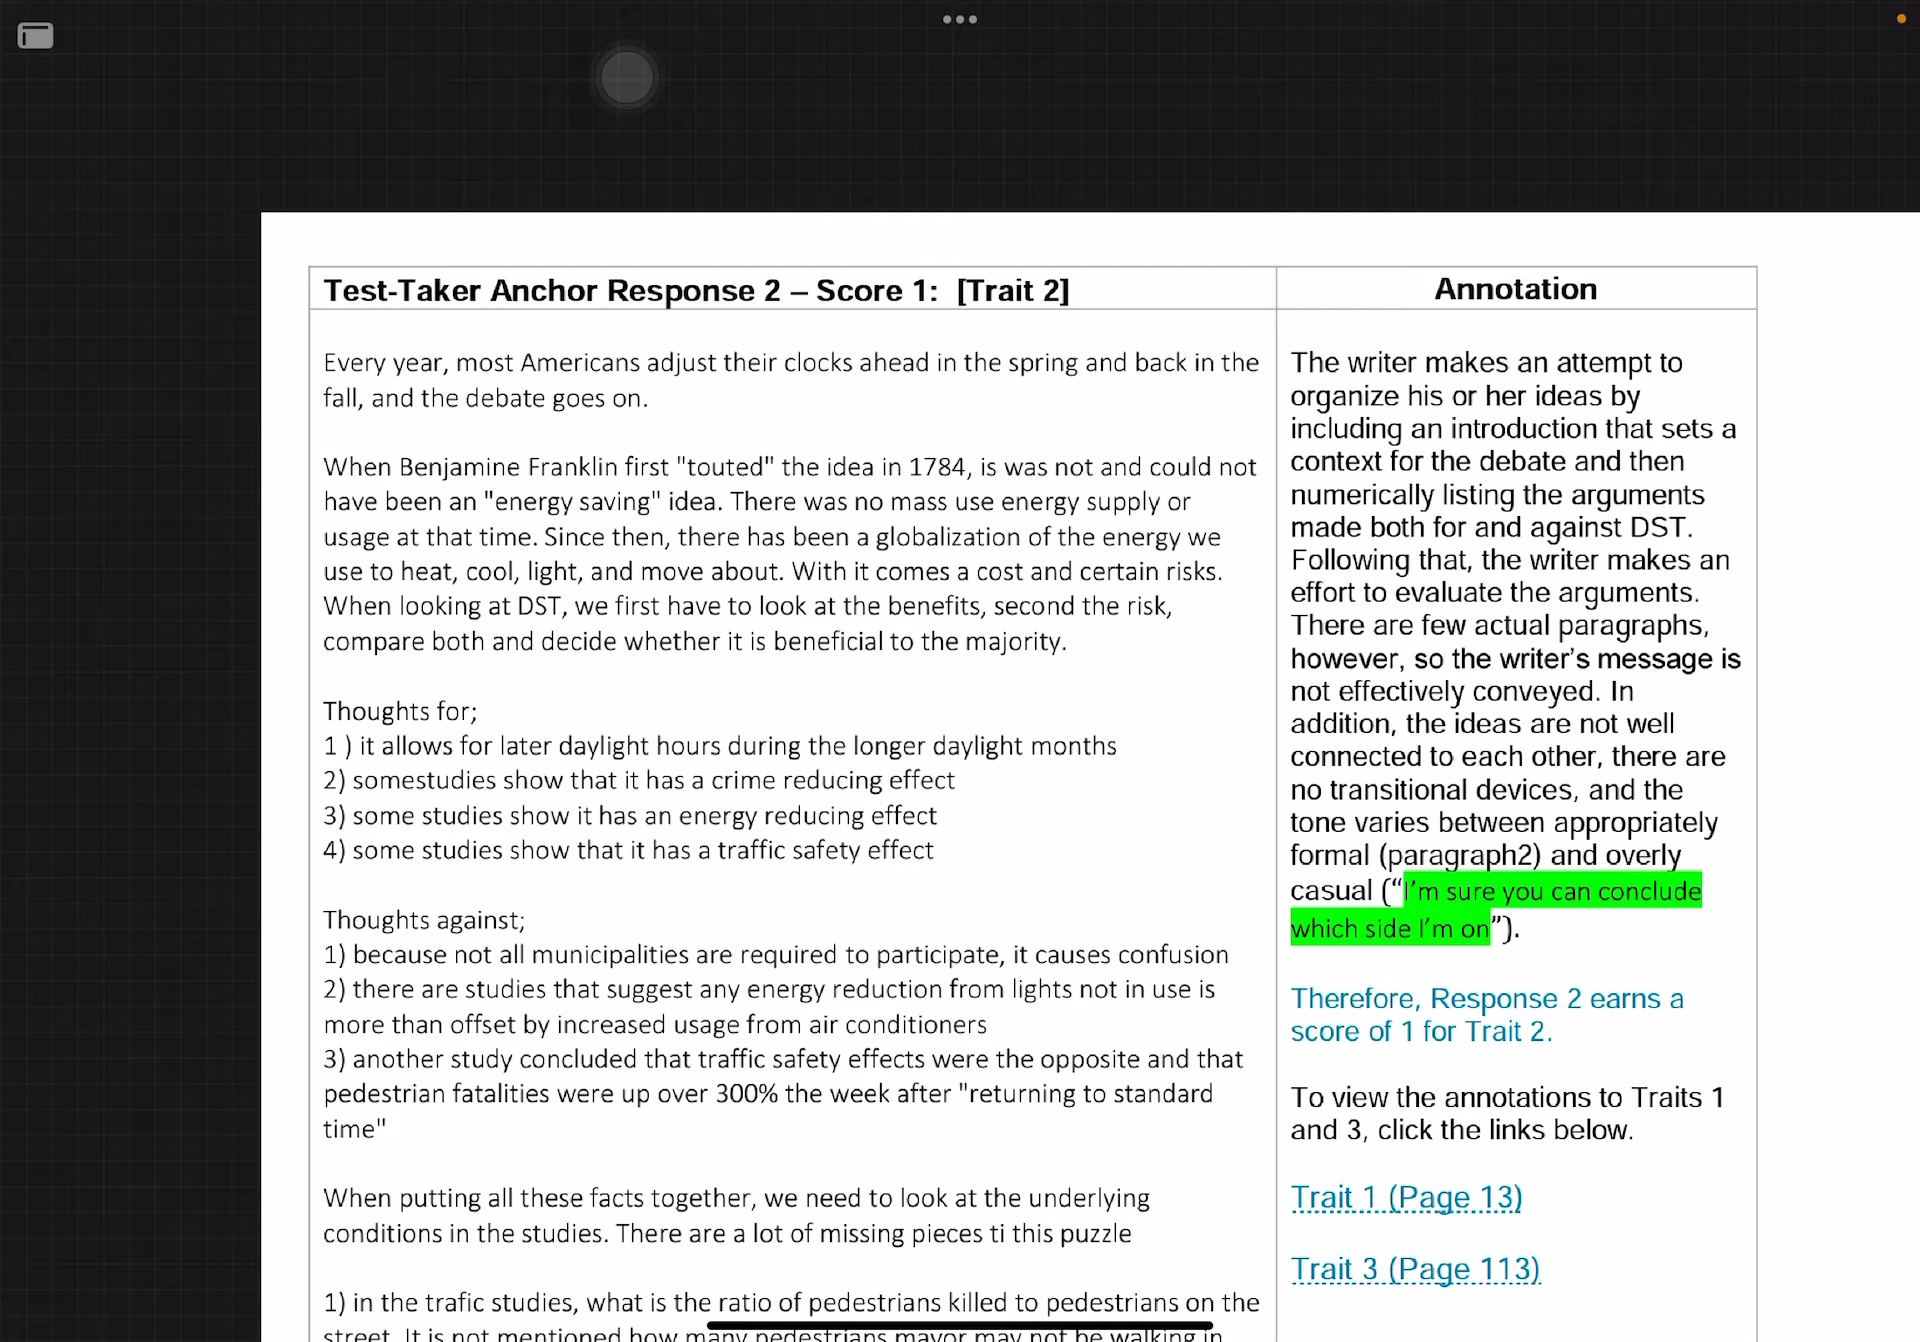 Test-Taker Anchor Response 2 – Score 1: [Trait 2]
Every year, most Americans adjust their clocks ahead in the spring and back in the
fall, and the debate goes on.
When Benjamine Franklin first "touted" the idea in 1784, is was not and could not
have been an "energy saving" idea. There was no mass use energy supply or
usage at that time. Since then, there has been a globalization of the energy we
use to heat, cool, light, and move about. With it comes a cost and certain risks.
When looking at DST, we first have to look at the benefits, second the risk,
compare both and decide whether it is beneficial to the majority.
Thoughts for;
1 ) it allows for later daylight hours during the longer daylight months
2) somestudies show that it has a crime reducing effect
3) some studies show it has an energy reducing effect
4) some studies show that it has a traffic safety effect
Thoughts against;
1) because not all municipalities are required to participate, it causes confusion
2) there are studies that suggest any energy reduction from lights not in use is
more than offset by increased usage from air conditioners
3) another study concluded that traffic safety effects were the opposite and that
pedestrian fatalities were up over 300% the week after "returning to standard
time"
When putting all these facts together, we need to look at the underlying
conditions in the studies. There are a lot of missing pieces ti this puzzle
1) in the trafic studies, what is the ratio of pedestrians killed to pedestrians on the
street. It is not mentioned how many pedestrians mayor may not be walking in
Annotation
The writer makes an attempt to
organize his or her ideas by
including an introduction that sets a
context for the debate and then
numerically listing the arguments
made both for and against DST.
Following that, the writer makes an
effort to evaluate the arguments.
There are few actual paragraphs,
however, so the writer’s message is
not effectively conveyed. In
addition, the ideas are not well
connected to each other, there are
no transitional devices, and the
tone varies between appropriately
formal (paragraph2) and overly
casual (“I’m sure you can conclude
which side I’m on”).
Therefore, Response 2 earns a
score of 1 for Trait 2.
To view the annotations to Traits 1
and 3, click the links below.
Trait 1 (Page 13)
Trait 3 (Page 113)